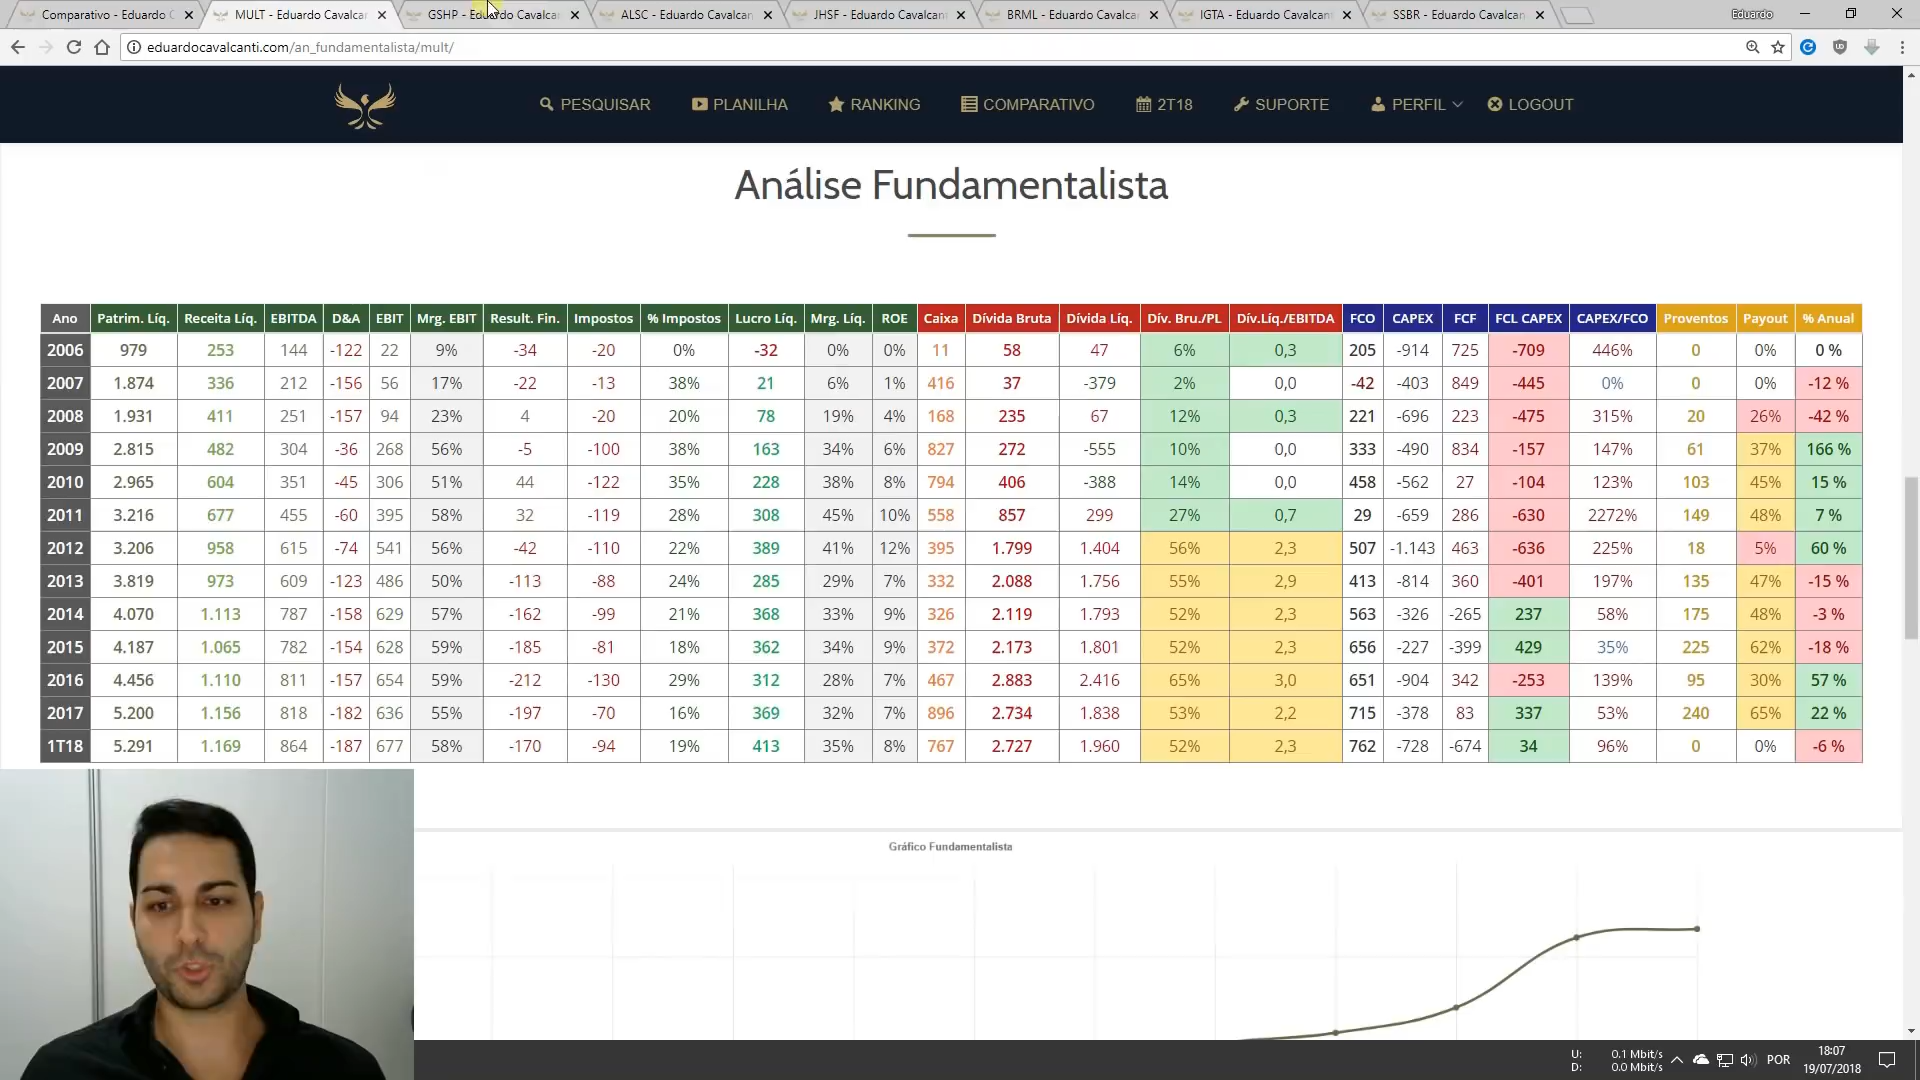 Comparativo - Eduardo C
MULT - Eduardo Cavalcan
GSHP - Eduardo Cavalca
ALSC - Eduardo Cavalcan
JHSF - Eduardo Cavalcant
BRML - Eduardo Cavalca
IGTA - Eduardo Cavalcan
SSBR - Eduardo Cavalcan
Eduardo
eduardocavalcanti.com/an_fundamentalista/mult/
PESQUISAR PLANILHA RANKING COMPARATIVO 2T18 SUPORTE PERFIL LOGOUT
Análise Fundamentalista
Ano Patrim. Líq. Receita Líq. EBITDA D&A EBIT Mrg. EBIT Result. Fin. Impostos % Impostos Lucro Líq. Mrg. Líq. ROE Caixa Dívida Bruta Dívida Líq. Dív. Bru./PL Dív.Líq./EBITDA FCO CAPEX FCF FCL CAPEX CAPEX/FCO Proventos Payout % Anual
2006 979 253 144 -122 22 9% -34 -20 0% -32 0% 0% 11 58 47 6% 0,3 205 -914 725 -709 446% 0 0% 0 %
2007 1.874 336 212 -156 56 17% -22 -13 38% 21 6% 1% 416 37 -379 2% 0,0 -42 -403 849 -445 0% 0 0% -12 %
2008 1.931 411 251 -157 94 23% 4 -20 20% 78 19% 4% 168 235 67 12% 0,3 221 -696 223 -475 315% 20 26% -42 %
2009 2.815 482 304 -36 268 56% -5 -100 38% 163 34% 6% 827 272 -555 10% 0,0 333 -490 834 -157 147% 61 37% 166 %
2010 2.965 604 351 -45 306 51% 44 -122 35% 228 38% 8% 794 406 -388 14% 0,0 458 -562 27 -104 123% 103 45% 15 %
2011 3.216 677 455 -60 395 58% 32 -119 28% 308 45% 10% 558 857 299 27% 0,7 29 -659 286 -630 2272% 149 48% 7 %
2012 3.206 958 615 -74 541 56% -42 -110 22% 389 41% 12% 395 1.799 1.404 56% 2,3 507 -1.143 463 -636 225% 18 5% 60 %
2013 3.819 973 609 -123 486 50% -113 -88 24% 285 29% 7% 332 2.088 1.756 55% 2,9 413 -814 360 -401 197% 135 47% -15 %
2014 4.070 1.113 787 -158 629 57% -162 -99 21% 368 33% 9% 326 2.119 1.793 52% 2,3 563 -326 -265 237 58% 175 48% -3 %
2015 4.187 1.065 782 -154 628 59% -185 -81 18% 362 34% 9% 372 2.173 1.801 52% 2,3 656 -227 -399 429 35% 225 62% -18 %
2016 4.456 1.110 811 -157 654 59% -212 -130 29% 312 28% 7% 467 2.883 2.416 65% 3,0 651 -904 342 -253 139% 95 30% 57 %
2017 5.200 1.156 818 -182 636 55% -197 -70 16% 369 32% 7% 896 2.734 1.838 53% 2,2 715 -378 83 337 53% 240 65% 22 %
1T18 5.291 1.169 864 -187 677 58% -170 -94 19% 413 35% 8% 767 2.727 1.960 52% 2,3 762 -728 -674 34 96% 0 0% -6 %
Gráfico Fundamentalista
U: 0.1 Mbit/s
D: 0.0 Mbit/s
POR
18:07
19/07/2018